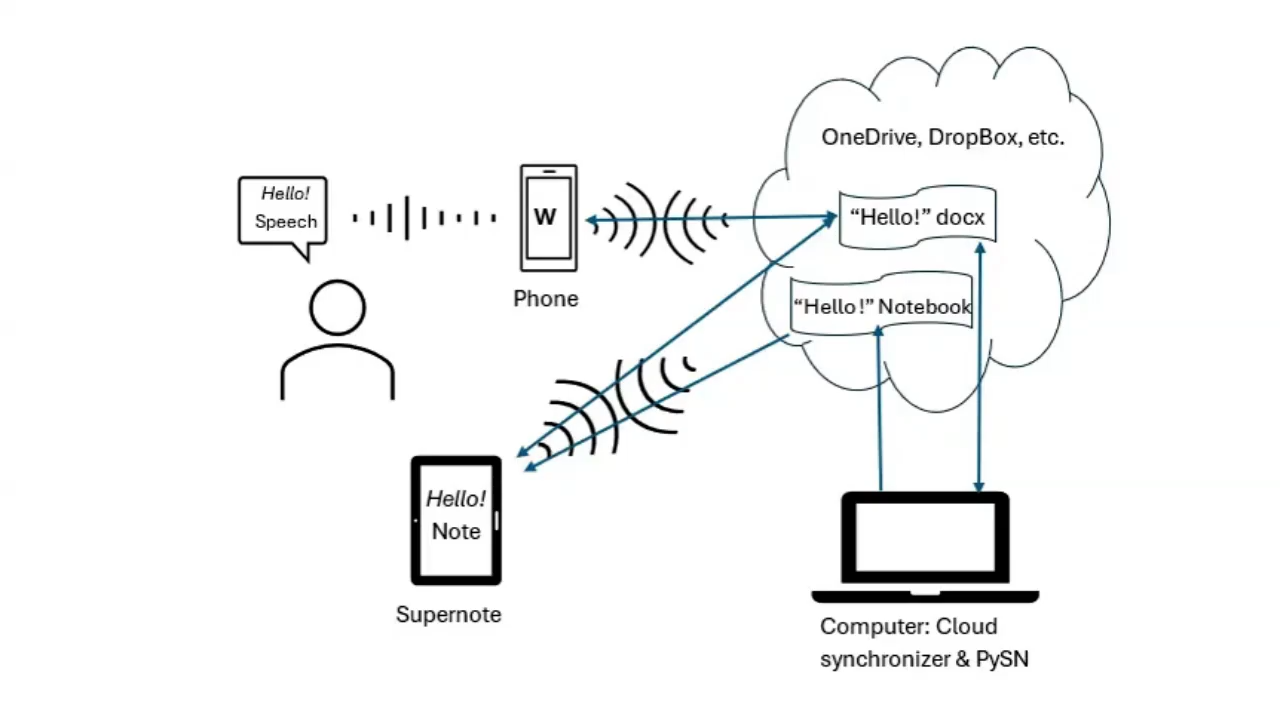 OneDrive, DropBox, etc.
Hello!
Speech
W
“Hello!” docx
Phone
“Hello!” Notebook
Hello!
Note
Supernote
Computer: Cloud
synchronizer & PySN